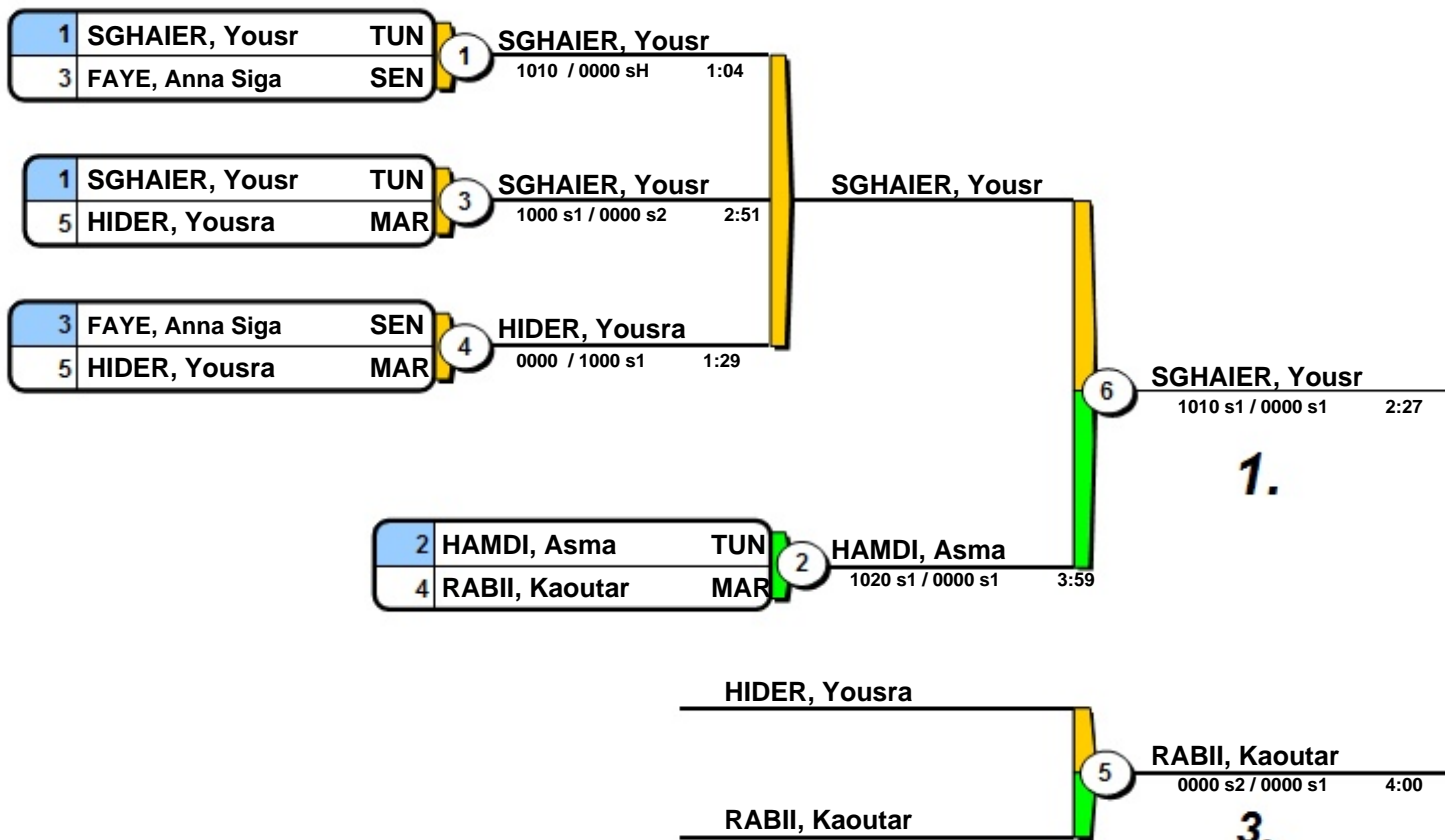 1 SGHAIER, Yousr TUN
3 FAYE, Anna Siga SEN
1
SGHAIER, Yousr
1010 / 0000 sH 1:04
1 SGHAIER, Yousr TUN
5 HIDER, Yousra MAR
3
SGHAIER, Yousr
1000 s1 / 0000 s2 2:51
SGHAIER, Yousr
3 FAYE, Anna Siga SEN
5 HIDER, Yousra MAR
4
HIDER, Yousra
0000 / 1000 s1 1:29
6
SGHAIER, Yousr
1010 s1 / 0000 s1 2:27
1.
2 HAMDI, Asma TUN
4 RABII, Kaoutar MAR
2
HAMDI, Asma
1020 s1 / 0000 s1 3:59
HIDER, Yousra
RABII, Kaoutar
5
RABII, Kaoutar
0000 s2 / 0000 s1 4:00
3.